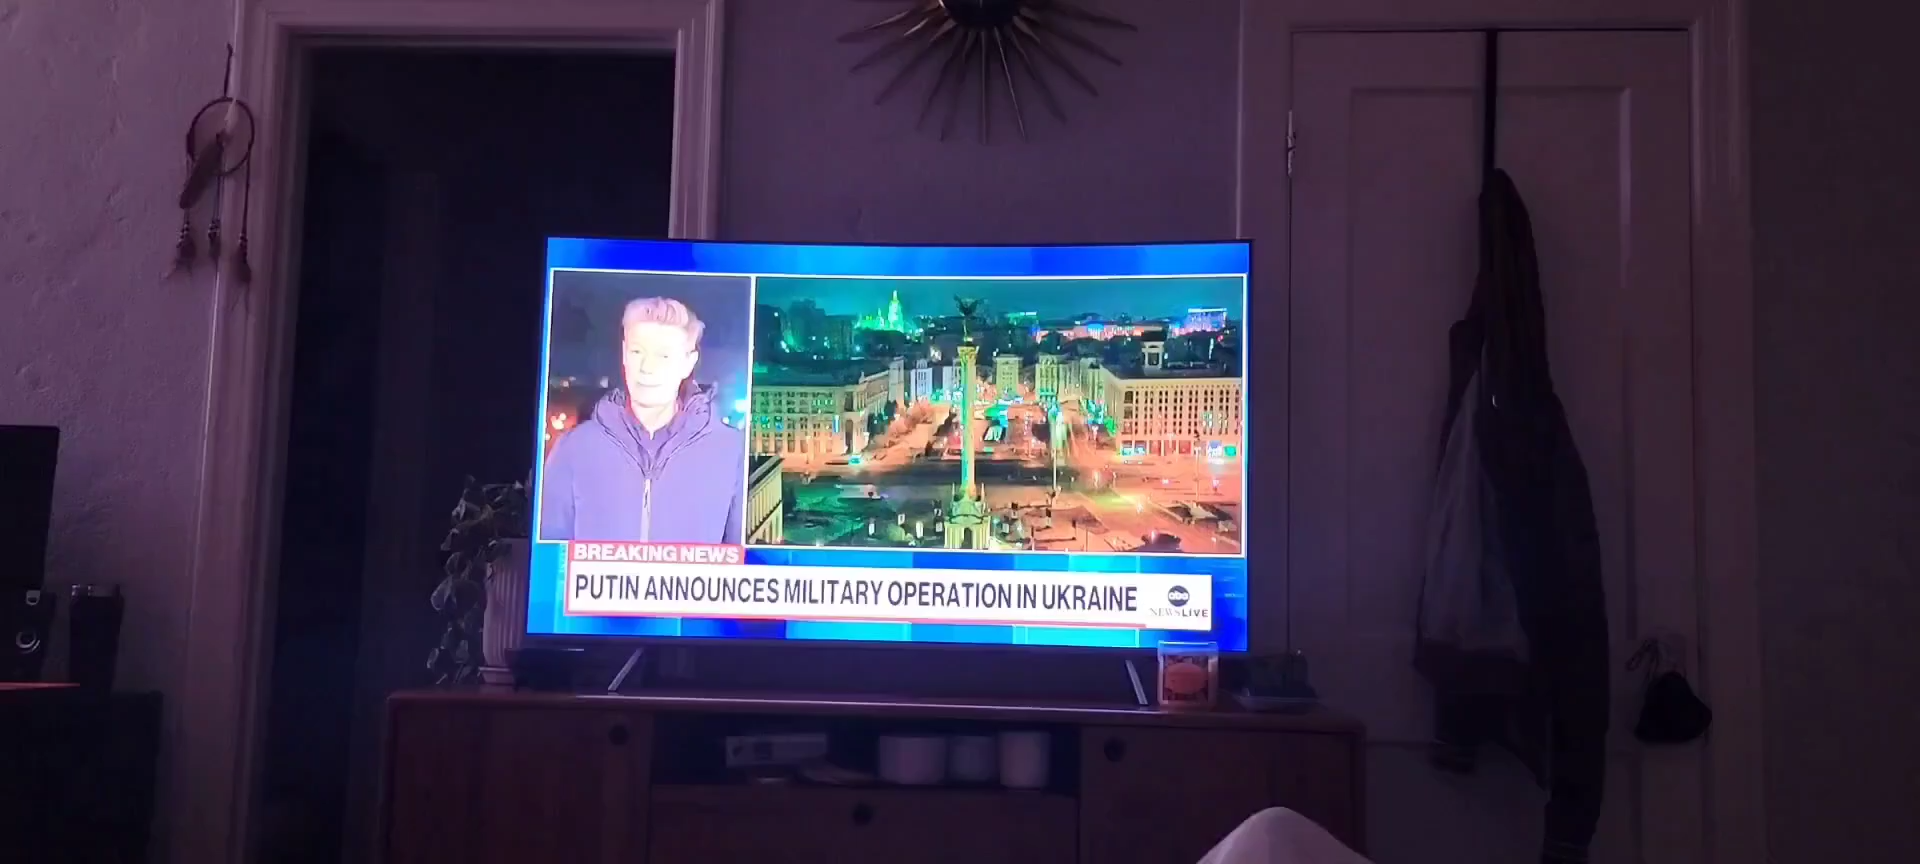 BREAKING NEWS
PUTIN ANNOUNCES MILITARY OPERATION IN UKRAINE
abc
NEWS LIVE